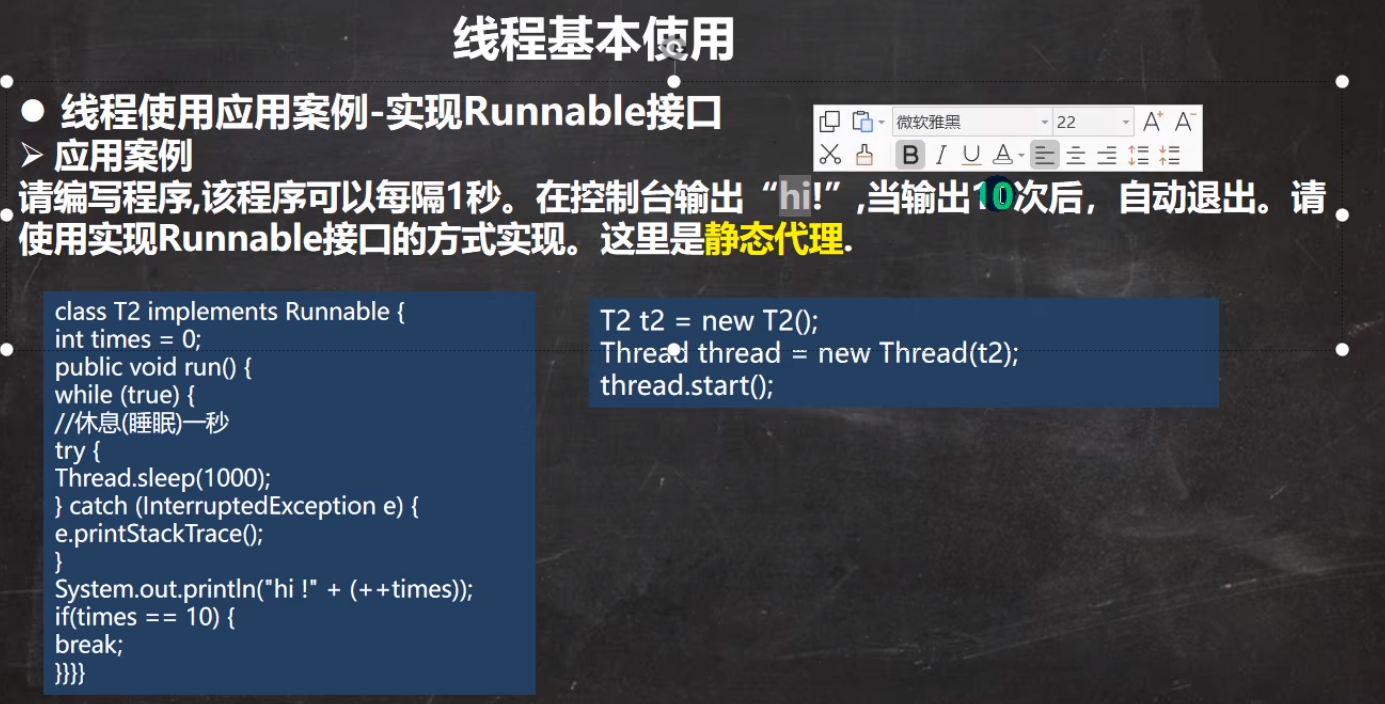 线程基本使用
● 线程使用应用案例-实现Runnable接口
➢ 应用案例
请编写程序,该程序可以每隔1秒。在控制台输出“hi!”,当输出10次后，自动退出。请
使用实现Runnable接口的方式实现。这里是静态代理.
微软雅黑 22
B I U A
class T2 implements Runnable {
int times = 0;
public void run() {
while (true) {
//休息(睡眠)一秒
try {
Thread.sleep(1000);
} catch (InterruptedException e) {
e.printStackTrace();
}
System.out.println("hi !" + (++times));
if(times == 10) {
break;
}}}}
T2 t2 = new T2();
Thread thread = new Thread(t2);
thread.start();